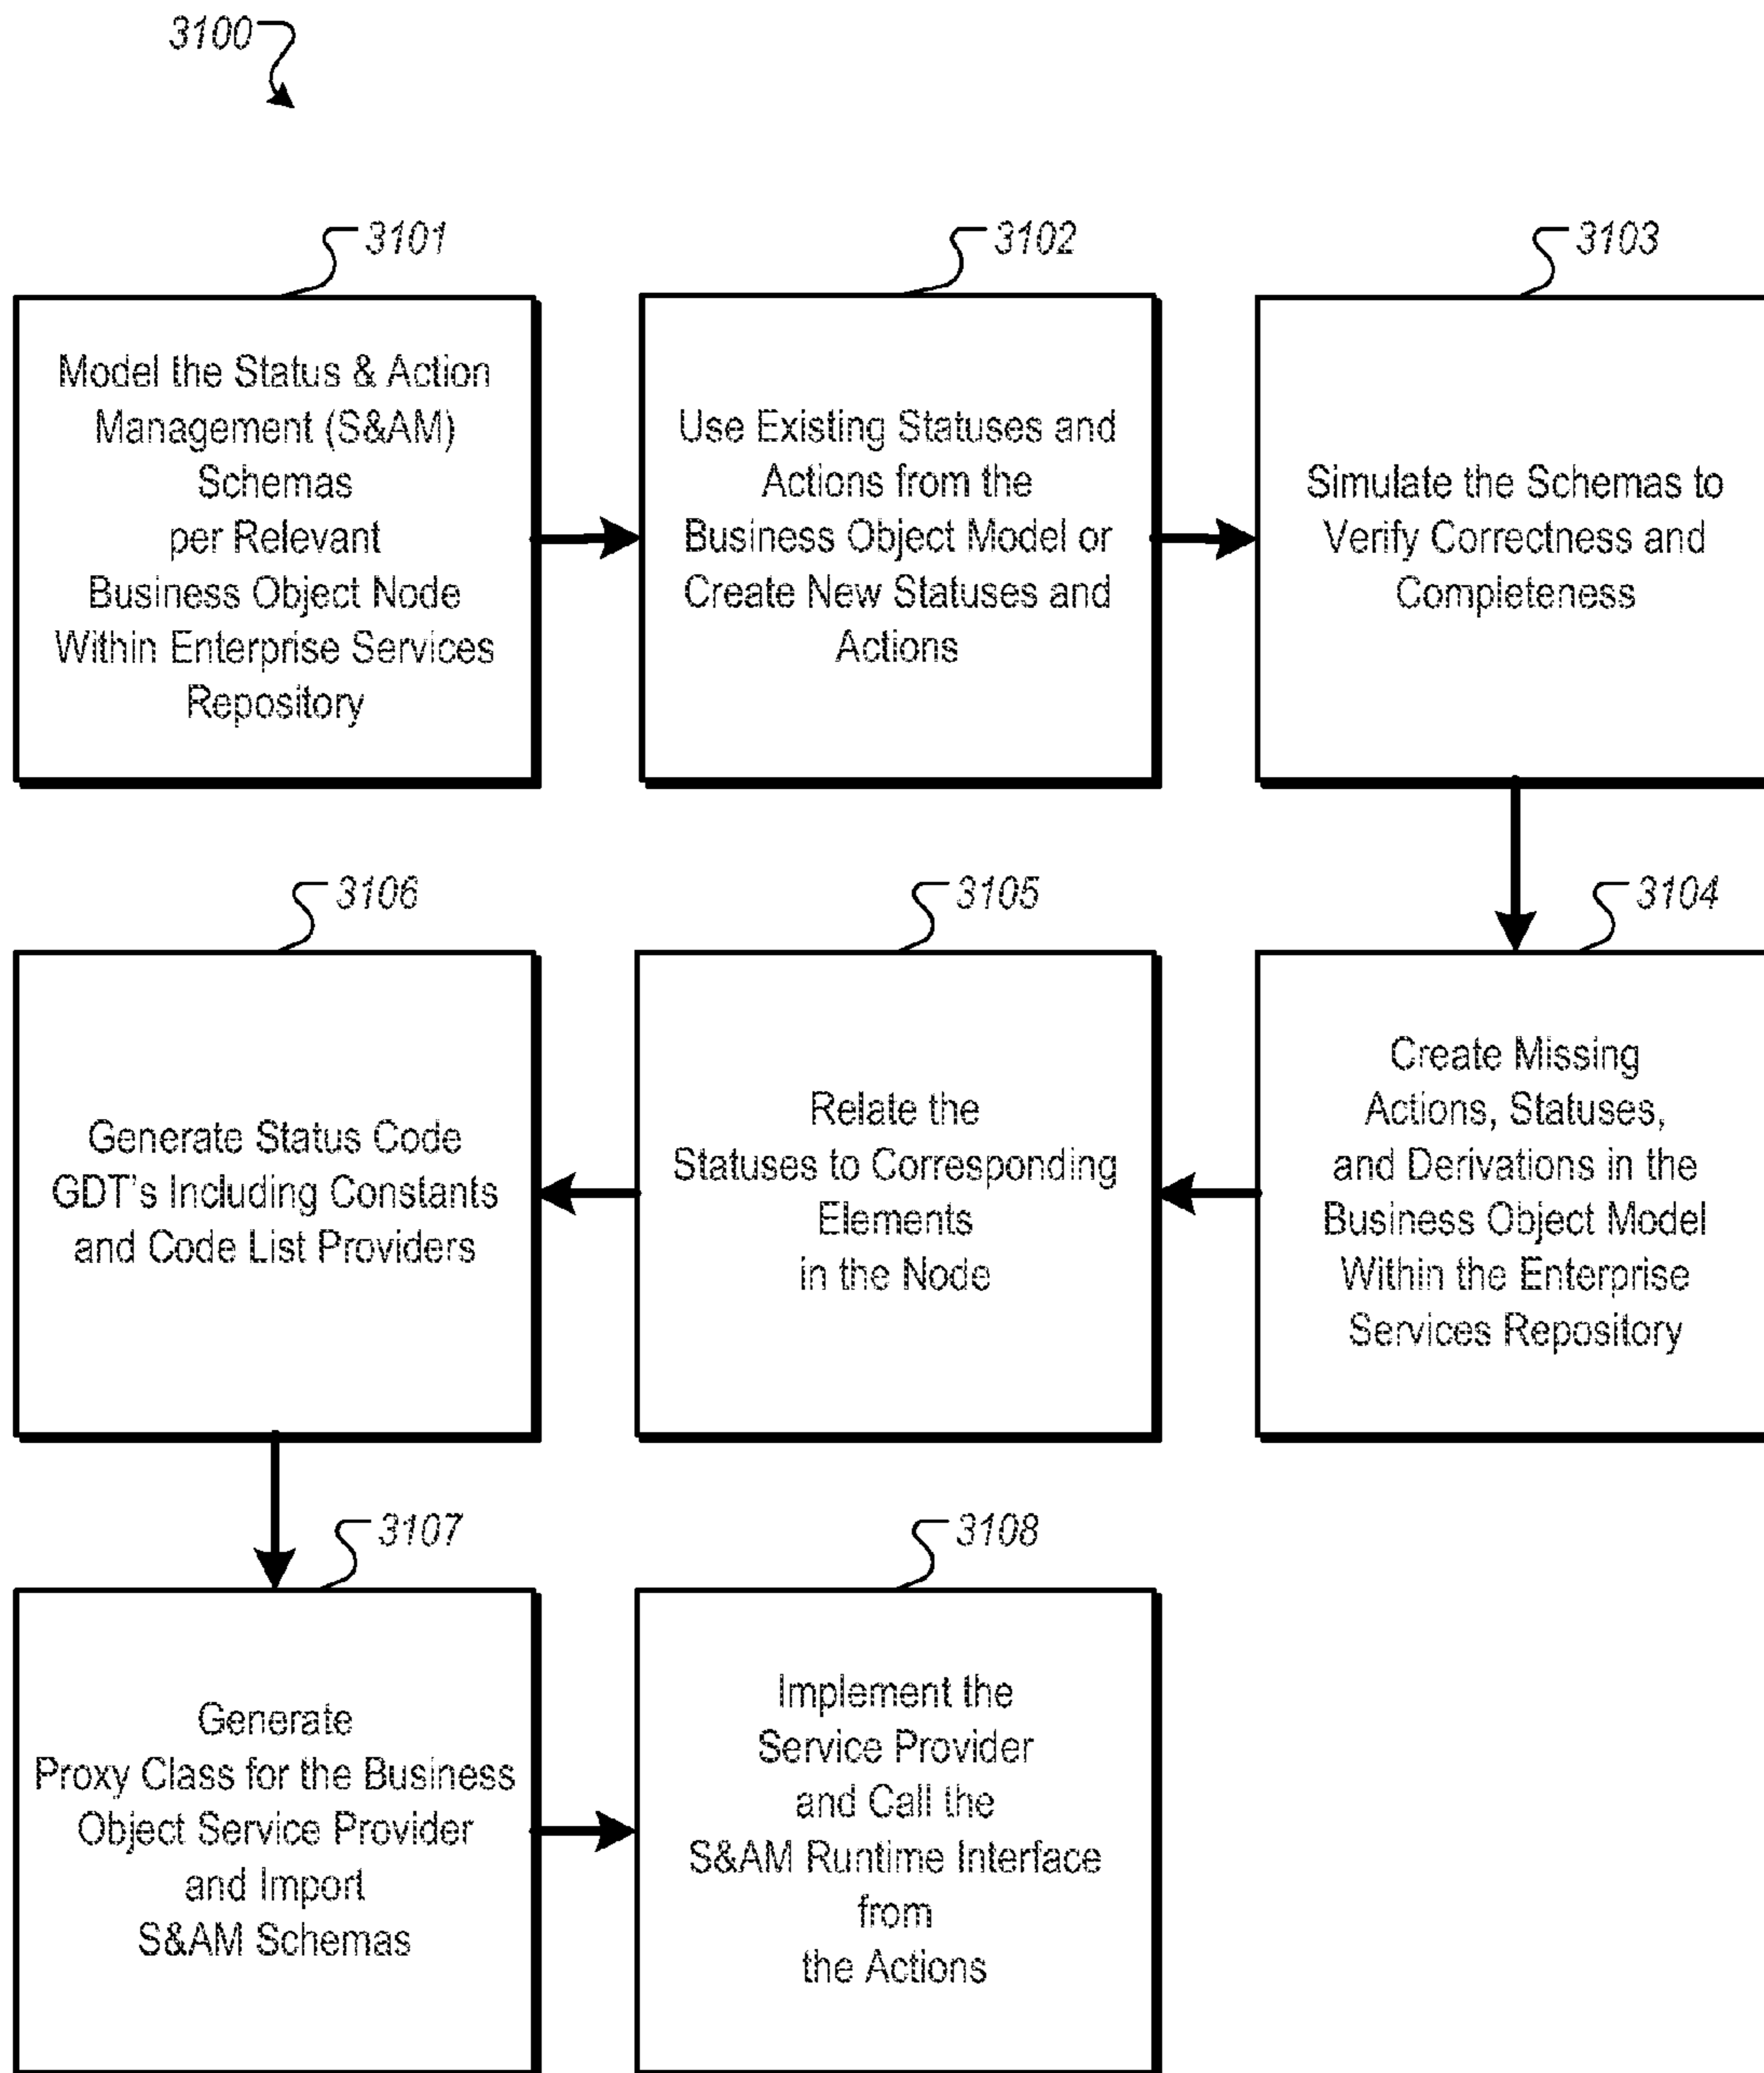 3100
3101
Model the Status & Action
Management (S&AM)
Schemas
per Relevant
Business Object Node
Within Enterprise Services
Repository
3102
Use Existing Statuses and
Actions from the
Business Object Model or
Create New Statuses and
Actions
3103
Simulate the Schemas to
Verify Correctness and
Completeness
3104
Create Missing
Actions, Statuses,
and Derivations in the
Business Object Model
Within the Enterprise
Services Repository
3105
Relate the
Statuses to Corresponding
Elements
in the Node
3106
Generate Status Code
GDT's Including Constants
and Code List Providers
3107
Generate
Proxy Class for the Business
Object Service Provider
and Import
S&AM Schemas
3108
Implement the
Service Provider
and Call the
S&AM Runtime Interface
from
the Actions